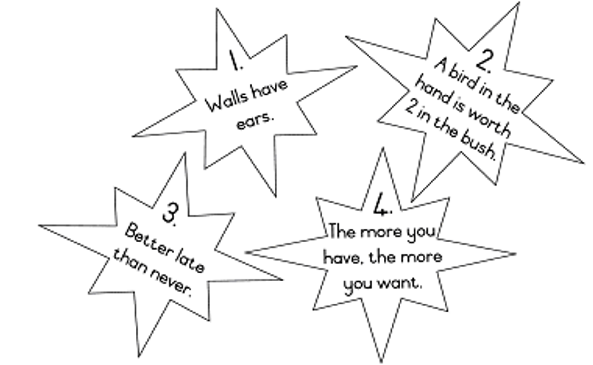 1.
Walls have
ears.
2.
A bird in the
hand is worth
2 in the bush.
3.
Better late
than never.
4.
The more you
have, the more
you want.